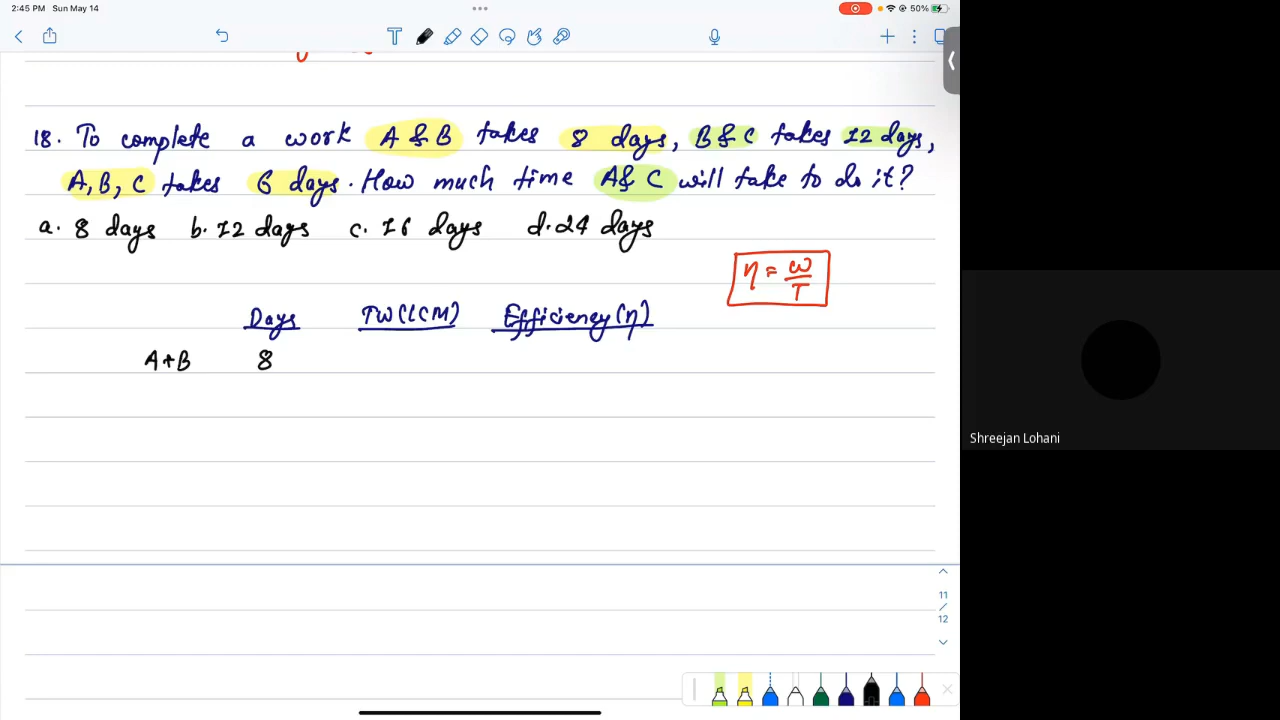 2:45 PM Sun May 14
50%
18. To complete a work A & B takes 8 days, B & C takes 12 days,
A, B, C takes 6 days. How much time A & C will take to do it?
a. 8 days b. 12 days c. 16 days d. 24 days
η = ω/T
Days TW(LCM) Efficiency(η)
A+B 8
Shreejan Lohani
11
/
12